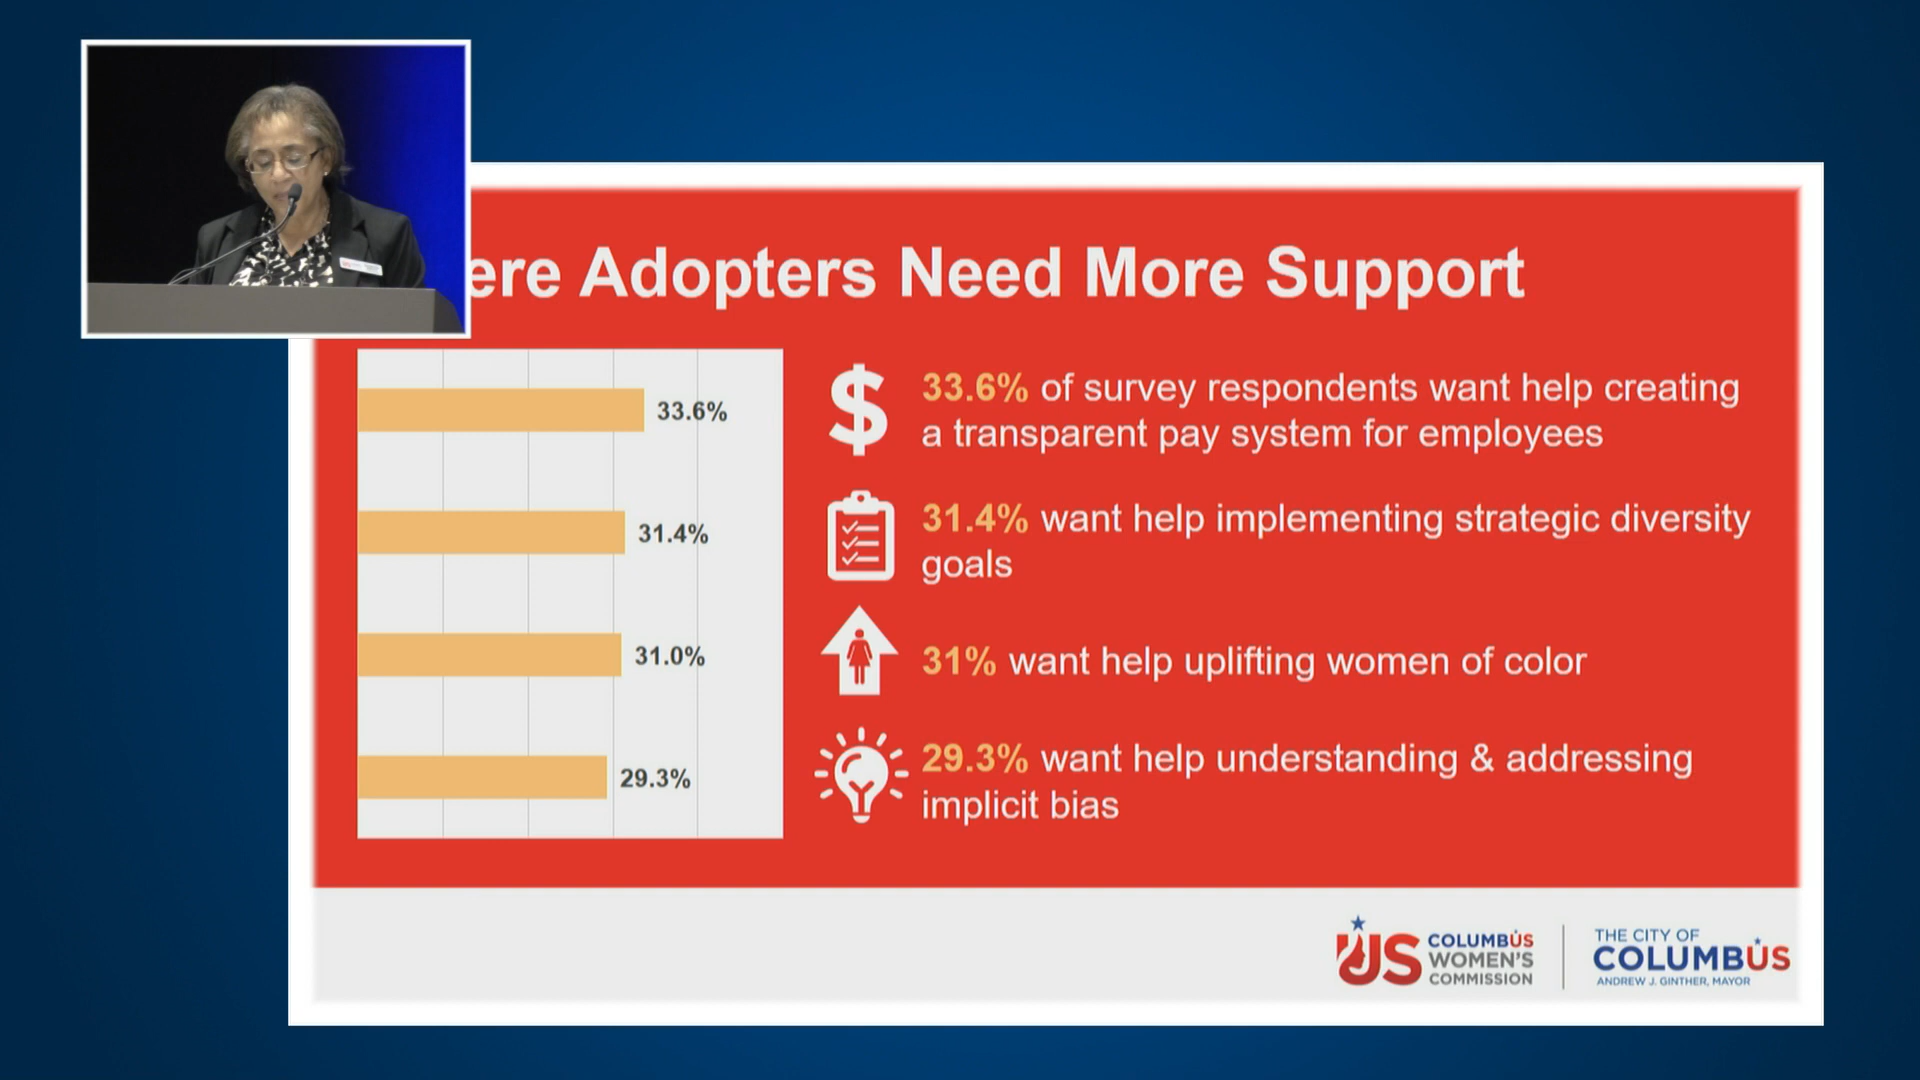 ere Adopters Need More Support
33.6%
31.4%
31.0%
29.3%
33.6% of survey respondents want help creating
a transparent pay system for employees
31.4% want help implementing strategic diversity
goals
31% want help uplifting women of color
29.3% want help understanding & addressing
implicit bias
US
COLUMBUS
WOMEN'S
COMMISSION
THE CITY OF
COLUMBUS
ANDREW J. GINTHER, MAYOR